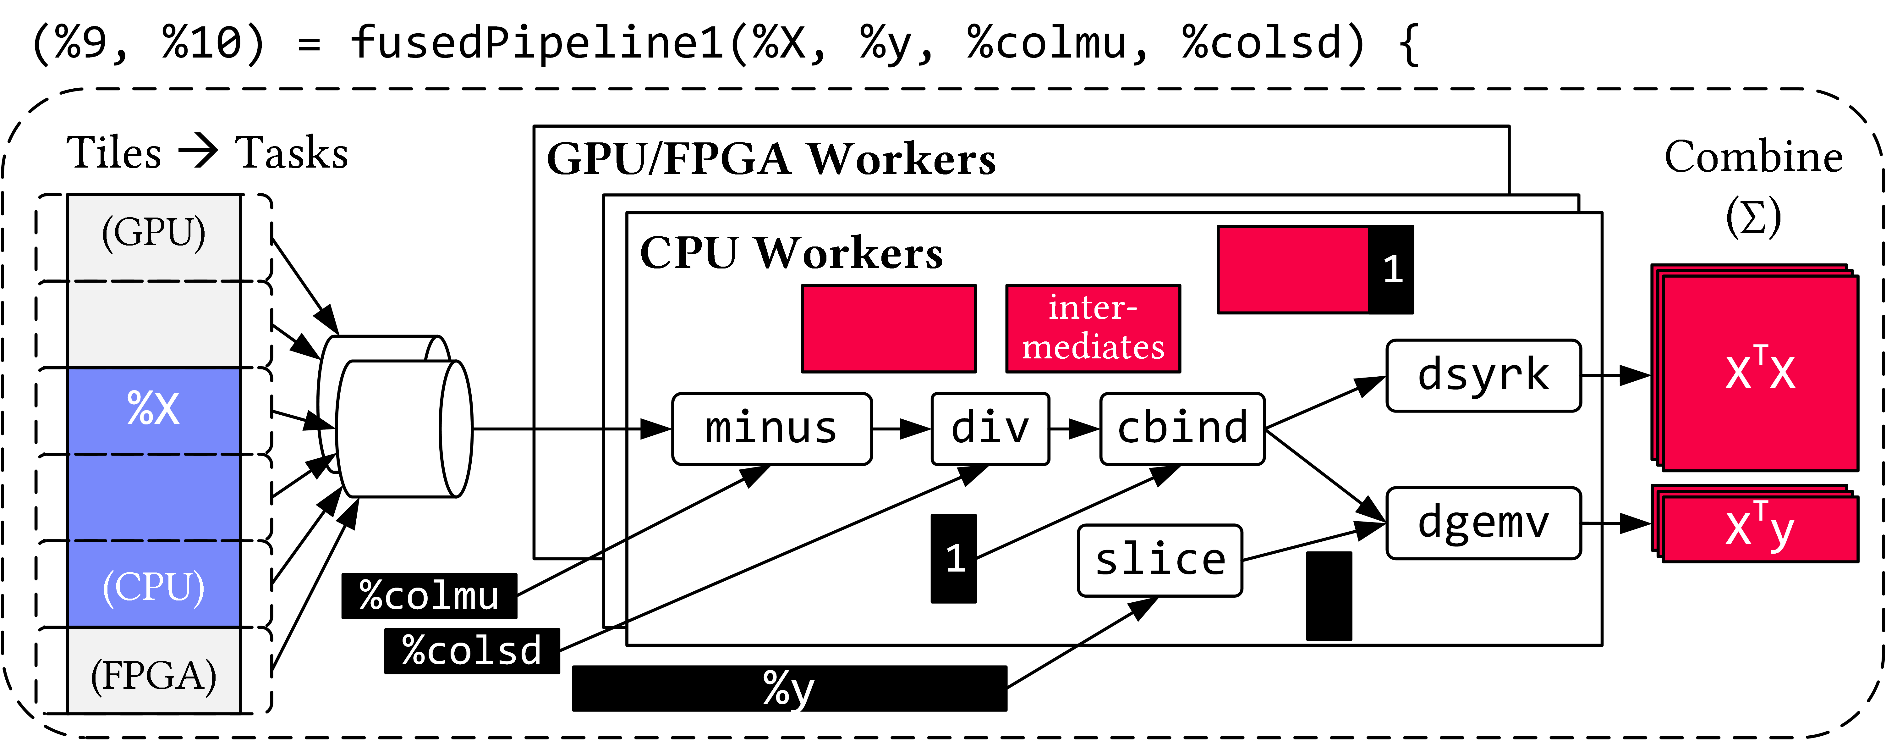 (%9, %10) = fusedPipeline1(%X, %y, %colmu, %colsd) {
Tiles → Tasks
(GPU)
%X
(CPU)
(FPGA)
GPU/FPGA Workers
CPU Workers
inter-
mediates
1
minus
div
cbind
dsyrk
dgemv
slice
1
%colmu
%colsd
%y
Combine
(∑)
XᵀX
Xᵀy